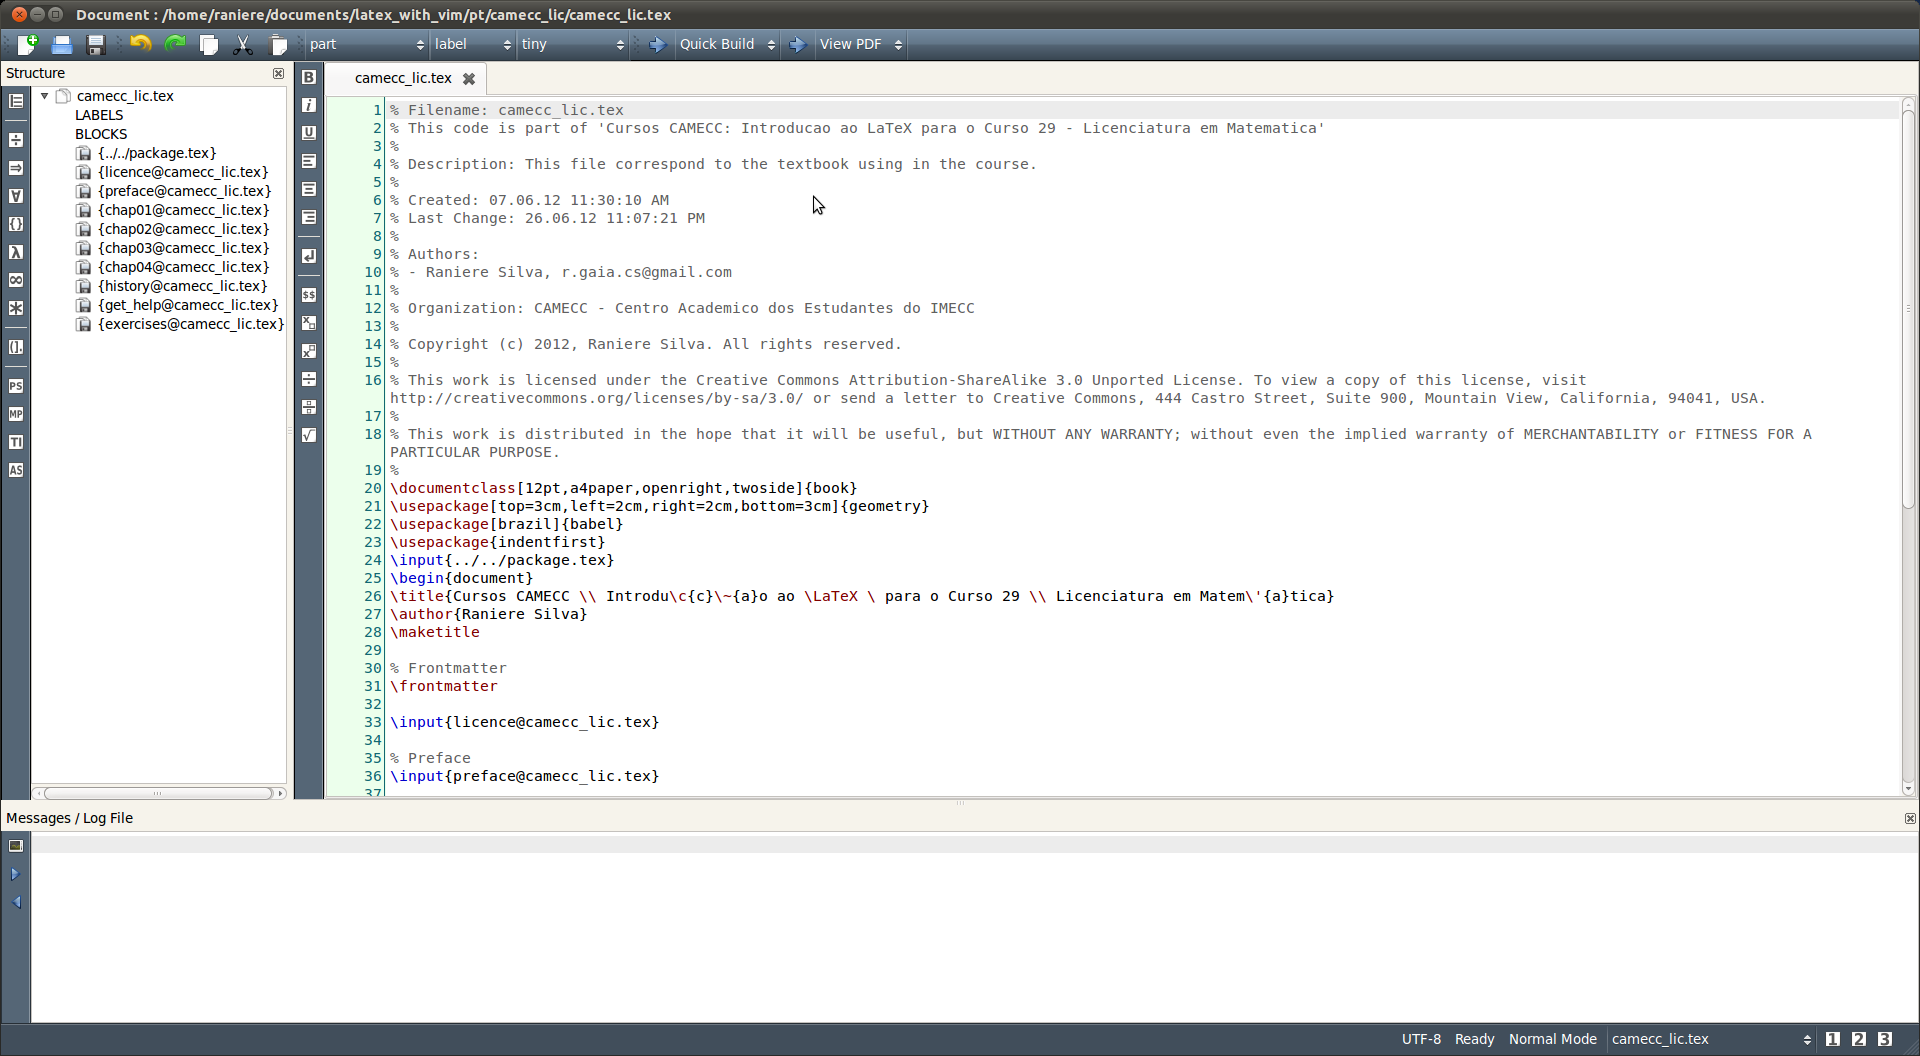 Document : /home/raniere/documents/latex_with_vim/pt/camecc_lic/camecc_lic.tex
part label tiny Quick Build View PDF
Structure
camecc_lic.tex
LABELS
BLOCKS
{../../package.tex}
{licence@camecc_lic.tex}
{preface@camecc_lic.tex}
{chap01@camecc_lic.tex}
{chap02@camecc_lic.tex}
{chap03@camecc_lic.tex}
{chap04@camecc_lic.tex}
{history@camecc_lic.tex}
{get_help@camecc_lic.tex}
{exercises@camecc_lic.tex}
PS
MP
TI
AS
B
i
U
$$
camecc_lic.tex
1 % Filename: camecc_lic.tex
2 % This code is part of 'Cursos CAMECC: Introducao ao LaTeX para o Curso 29 - Licenciatura em Matematica'
3 %
4 % Description: This file correspond to the textbook using in the course.
5 %
6 % Created: 07.06.12 11:30:10 AM
7 % Last Change: 26.06.12 11:07:21 PM
8 %
9 % Authors:
10 % - Raniere Silva, r.gaia.cs@gmail.com
11 %
12 % Organization: CAMECC - Centro Academico dos Estudantes do IMECC
13 %
14 % Copyright (c) 2012, Raniere Silva. All rights reserved.
15 %
16 % This work is licensed under the Creative Commons Attribution-ShareAlike 3.0 Unported License. To view a copy of this license, visit
http://creativecommons.org/licenses/by-sa/3.0/ or send a letter to Creative Commons, 444 Castro Street, Suite 900, Mountain View, California, 94041, USA.
17 %
18 % This work is distributed in the hope that it will be useful, but WITHOUT ANY WARRANTY; without even the implied warranty of MERCHANTABILITY or FITNESS FOR A
PARTICULAR PURPOSE.
19 %
20 \documentclass[12pt,a4paper,openright,twoside]{book}
21 \usepackage[top=3cm,left=2cm,right=2cm,bottom=3cm]{geometry}
22 \usepackage[brazil]{babel}
23 \usepackage{indentfirst}
24 \input{../../package.tex}
25 \begin{document}
26 \title{Cursos CAMECC \\ Introdu\c{c}\~{a}o ao \LaTeX \ para o Curso 29 \\ Licenciatura em Matem\'{a}tica}
27 \author{Raniere Silva}
28 \maketitle
29
30 % Frontmatter
31 \frontmatter
32
33 \input{licence@camecc_lic.tex}
34
35 % Preface
36 \input{preface@camecc_lic.tex}
37
Messages / Log File
UTF-8 Ready Normal Mode camecc_lic.tex 1 2 3